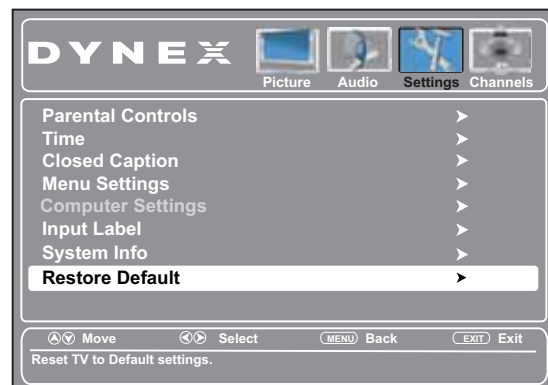 DYNEX
Picture Audio Settings Channels
Parental Controls
Time
Closed Caption
Menu Settings
Computer Settings
Input Label
System Info
Restore Default
Move Select MENU Back EXIT Exit
Reset TV to Default settings.